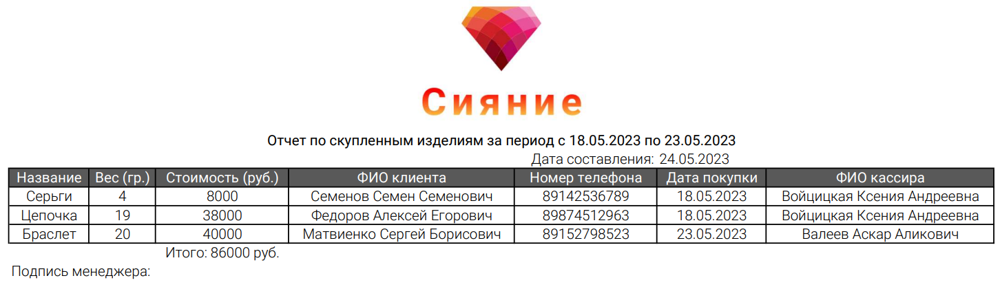 Сияние
Отчет по скупленным изделиям за период с 18.05.2023 по 23.05.2023
Дата составления: 24.05.2023
Название Вес (гр.) Стоимость (руб.) ФИО клиента Номер телефона Дата покупки ФИО кассира
Серьги 4 8000 Семенов Семен Семенович 89142536789 18.05.2023 Войцицкая Ксения Андреевна
Цепочка 19 38000 Федоров Алексей Егорович 89874512963 18.05.2023 Войцицкая Ксения Андреевна
Браслет 20 40000 Матвиенко Сергей Борисович 89152798523 23.05.2023 Валеев Аскар Аликович
Итого: 86000 руб.
Подпись менеджера: